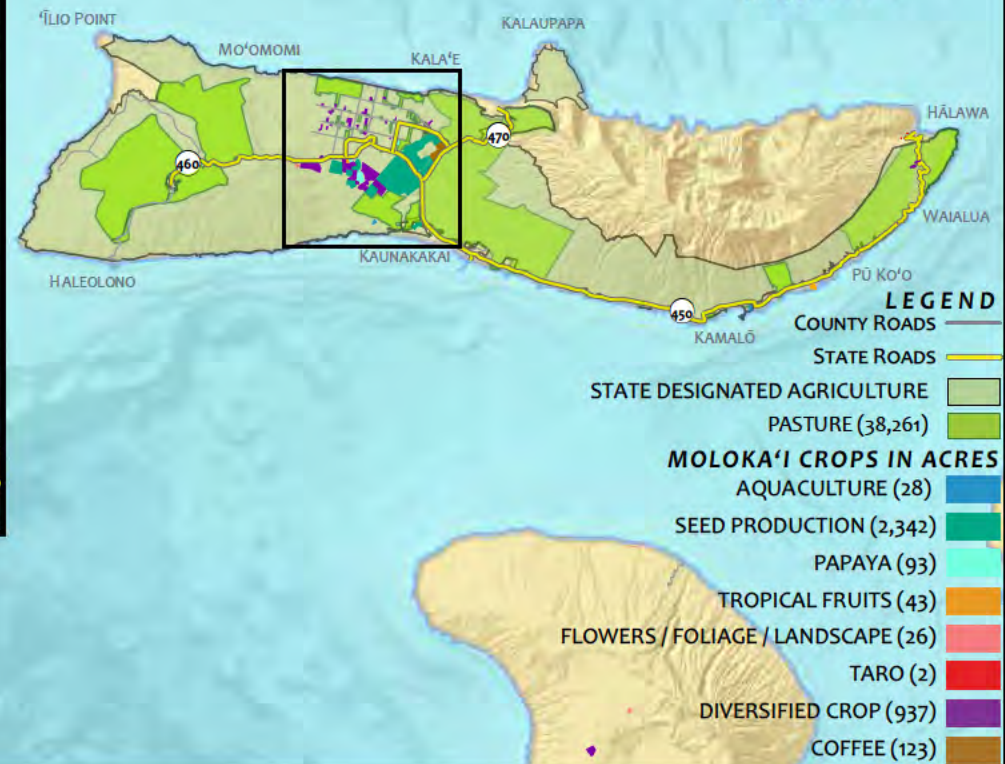 ʻĪLIO POINT
KALAUPAPA
MOʻOMOMI
KALAʻE
HĀLAWA
470
460
WAIALUA
KAUNAKAKAI
HALEOLONO
PŪ KOʻO
450
KAMALŌ
LEGEND
COUNTY ROADS
STATE ROADS
STATE DESIGNATED AGRICULTURE
PASTURE (38,261)
MOLOKAʻI CROPS IN ACRES
AQUACULTURE (28)
SEED PRODUCTION (2,342)
PAPAYA (93)
TROPICAL FRUITS (43)
FLOWERS / FOLIAGE / LANDSCAPE (26)
TARO (2)
DIVERSIFIED CROP (937)
COFFEE (123)